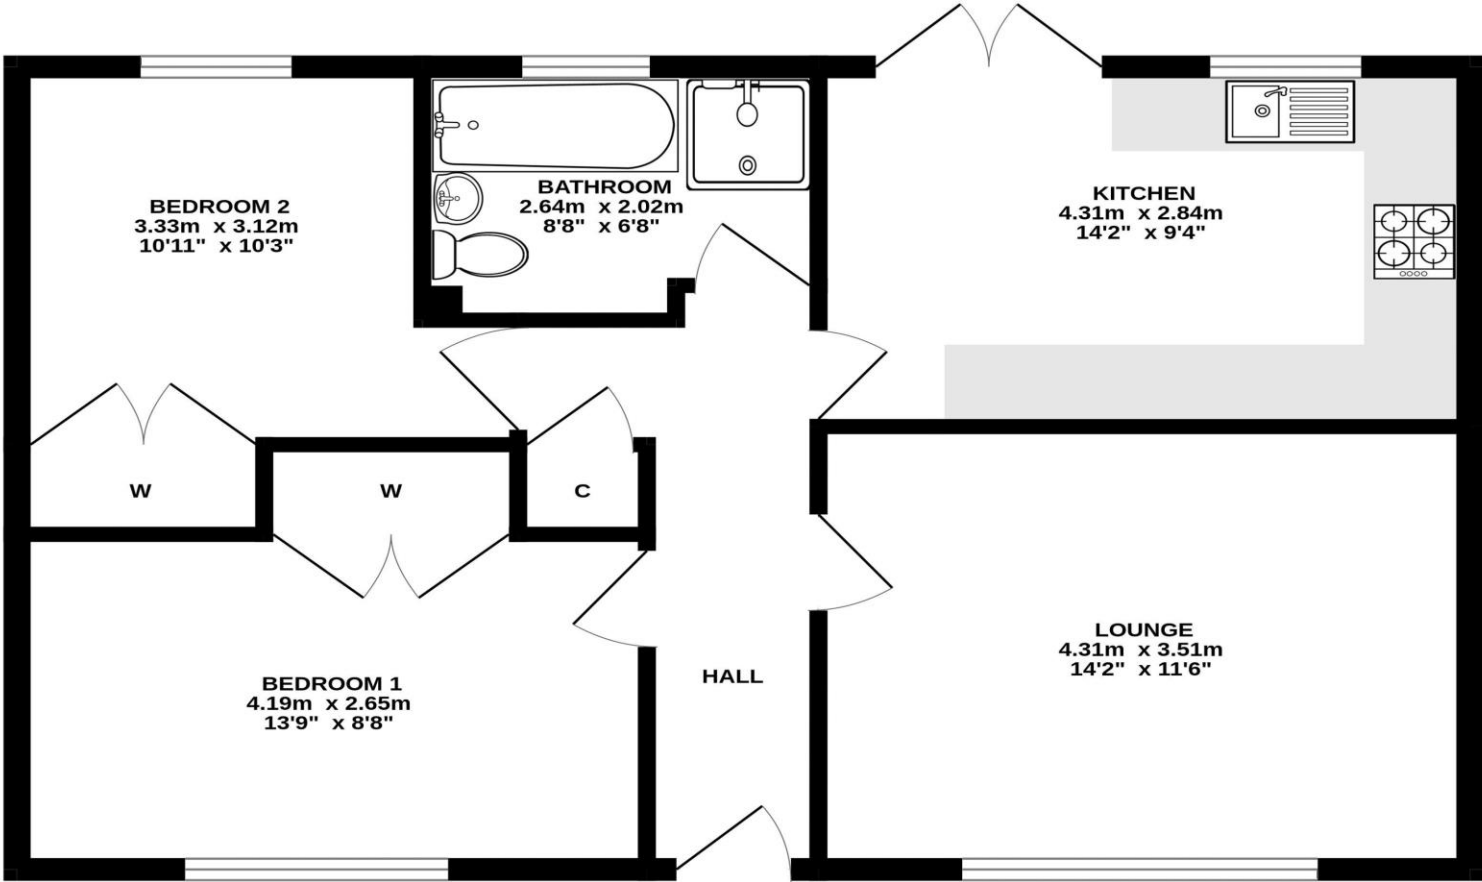 BEDROOM 2
3.33m x 3.12m
10'11" x 10'3"
BATHROOM
2.64m x 2.02m
8'8" x 6'8"
KITCHEN
4.31m x 2.84m
14'2" x 9'4"
W
W
C
BEDROOM 1
4.19m x 2.65m
13'9" x 8'8"
HALL
LOUNGE
4.31m x 3.51m
14'2" x 11'6"